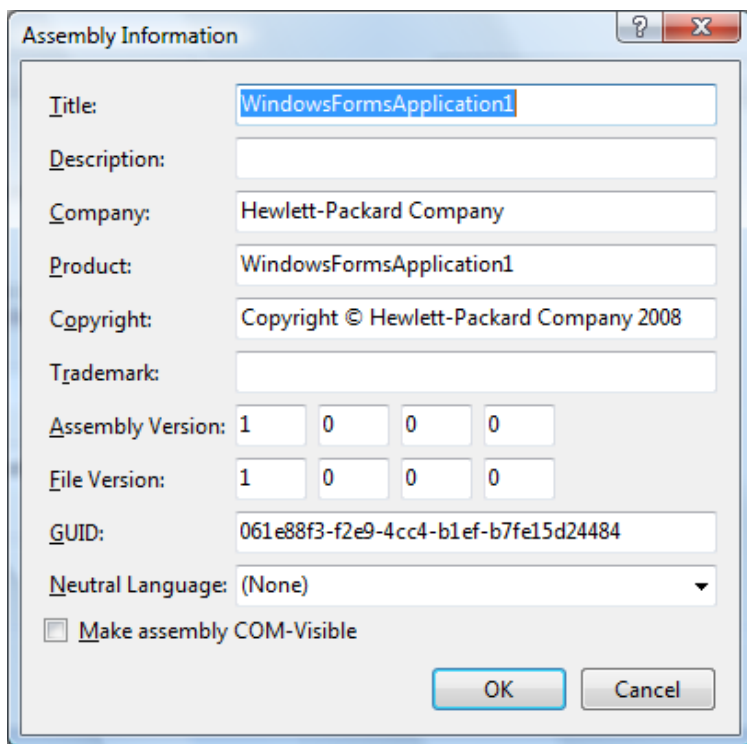 Assembly Information
Title: WindowsFormsApplication1
Description:
Company: Hewlett-Packard Company
Product: WindowsFormsApplication1
Copyright: Copyright © Hewlett-Packard Company 2008
Trademark:
Assembly Version: 1 0 0 0
File Version: 1 0 0 0
GUID: 061e88f3-f2e9-4cc4-b1ef-b7fe15d24484
Neutral Language: (None)
Make assembly COM-Visible
OK Cancel